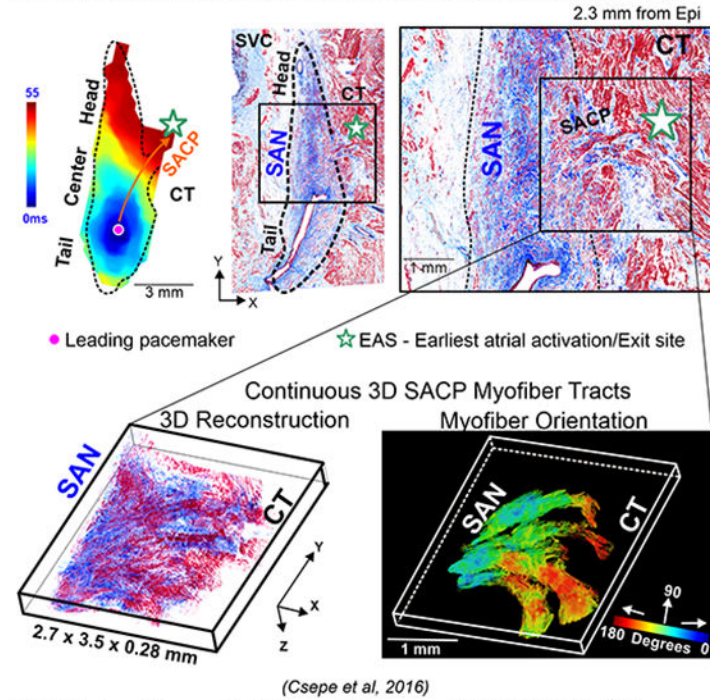 2.3 mm from Epi
55
0ms
Head
Center
Tail
SACP
CT
3 mm
SVC
Head
CT
SAN
Tail
Y
X
CT
SACP
SAN
1 mm
Leading pacemaker
EAS - Earliest atrial activation/Exit site
Continuous 3D SACP Myofiber Tracts
3D Reconstruction
Myofiber Orientation
SAN
CT
Y
X
Z
2.7 x 3.5 x 0.28 mm
SAN
CT
90
180 Degrees 0
1 mm
(Csepe et al, 2016)